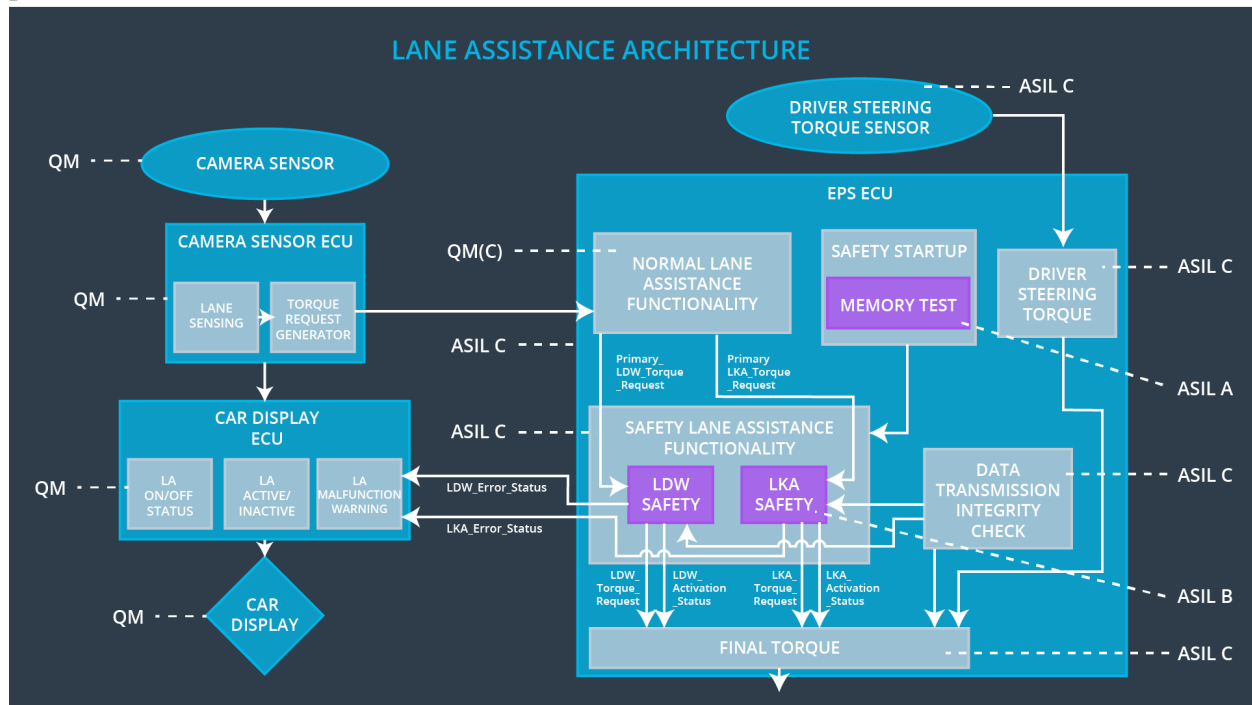 LANE ASSISTANCE ARCHITECTURE
ASIL C
DRIVER STEERING
TORQUE SENSOR
QM
CAMERA SENSOR
EPS ECU
CAMERA SENSOR ECU
QM
LANE
SENSING
TORQUE
REQUEST
GENERATOR
QM(C)
NORMAL LANE
ASSISTANCE
FUNCTIONALITY
SAFETY STARTUP
MEMORY TEST
DRIVER
STEERING
TORQUE
ASIL C
ASIL C
Primary_
LDW_Torque
_Request
Primary
LKA_Torque
_Request
ASIL A
CAR DISPLAY
ECU
QM
LA
ON/OFF
STATUS
LA
ACTIVE/
INACTIVE
LA
MALFUNCTION
WARNING
ASIL C
SAFETY LANE ASSISTANCE
FUNCTIONALITY
LDW
SAFETY
LKA
SAFETY
DATA
TRANSMISSION
INTEGRITY
CHECK
ASIL C
LDW_Error_Status
LKA_Error_Status
LDW_
Torque_
Request
LDW_
Activation
_Status
LKA_
Torque_
Request
LKA_
Activation
_Status
ASIL B
QM
CAR
DISPLAY
FINAL TORQUE
ASIL C